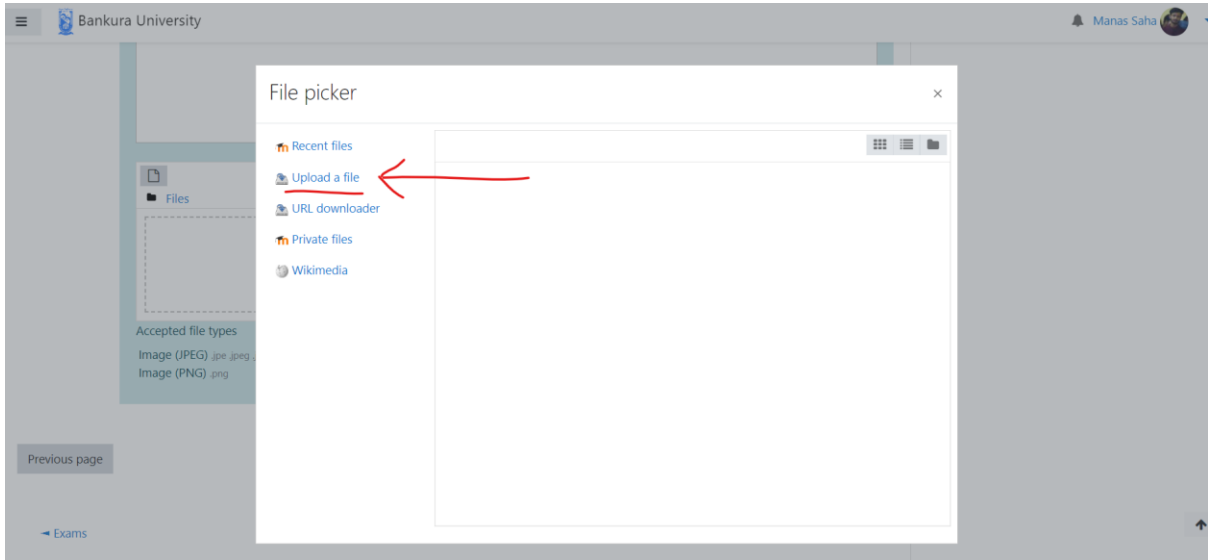 Bankura University
Manas Saha
File picker
×
Recent files
Upload a file
URL downloader
Private files
Wikimedia
Files
Accepted file types
Image (JPEG) .jpe .jpeg
Image (PNG) .png
Previous page
◄ Exams